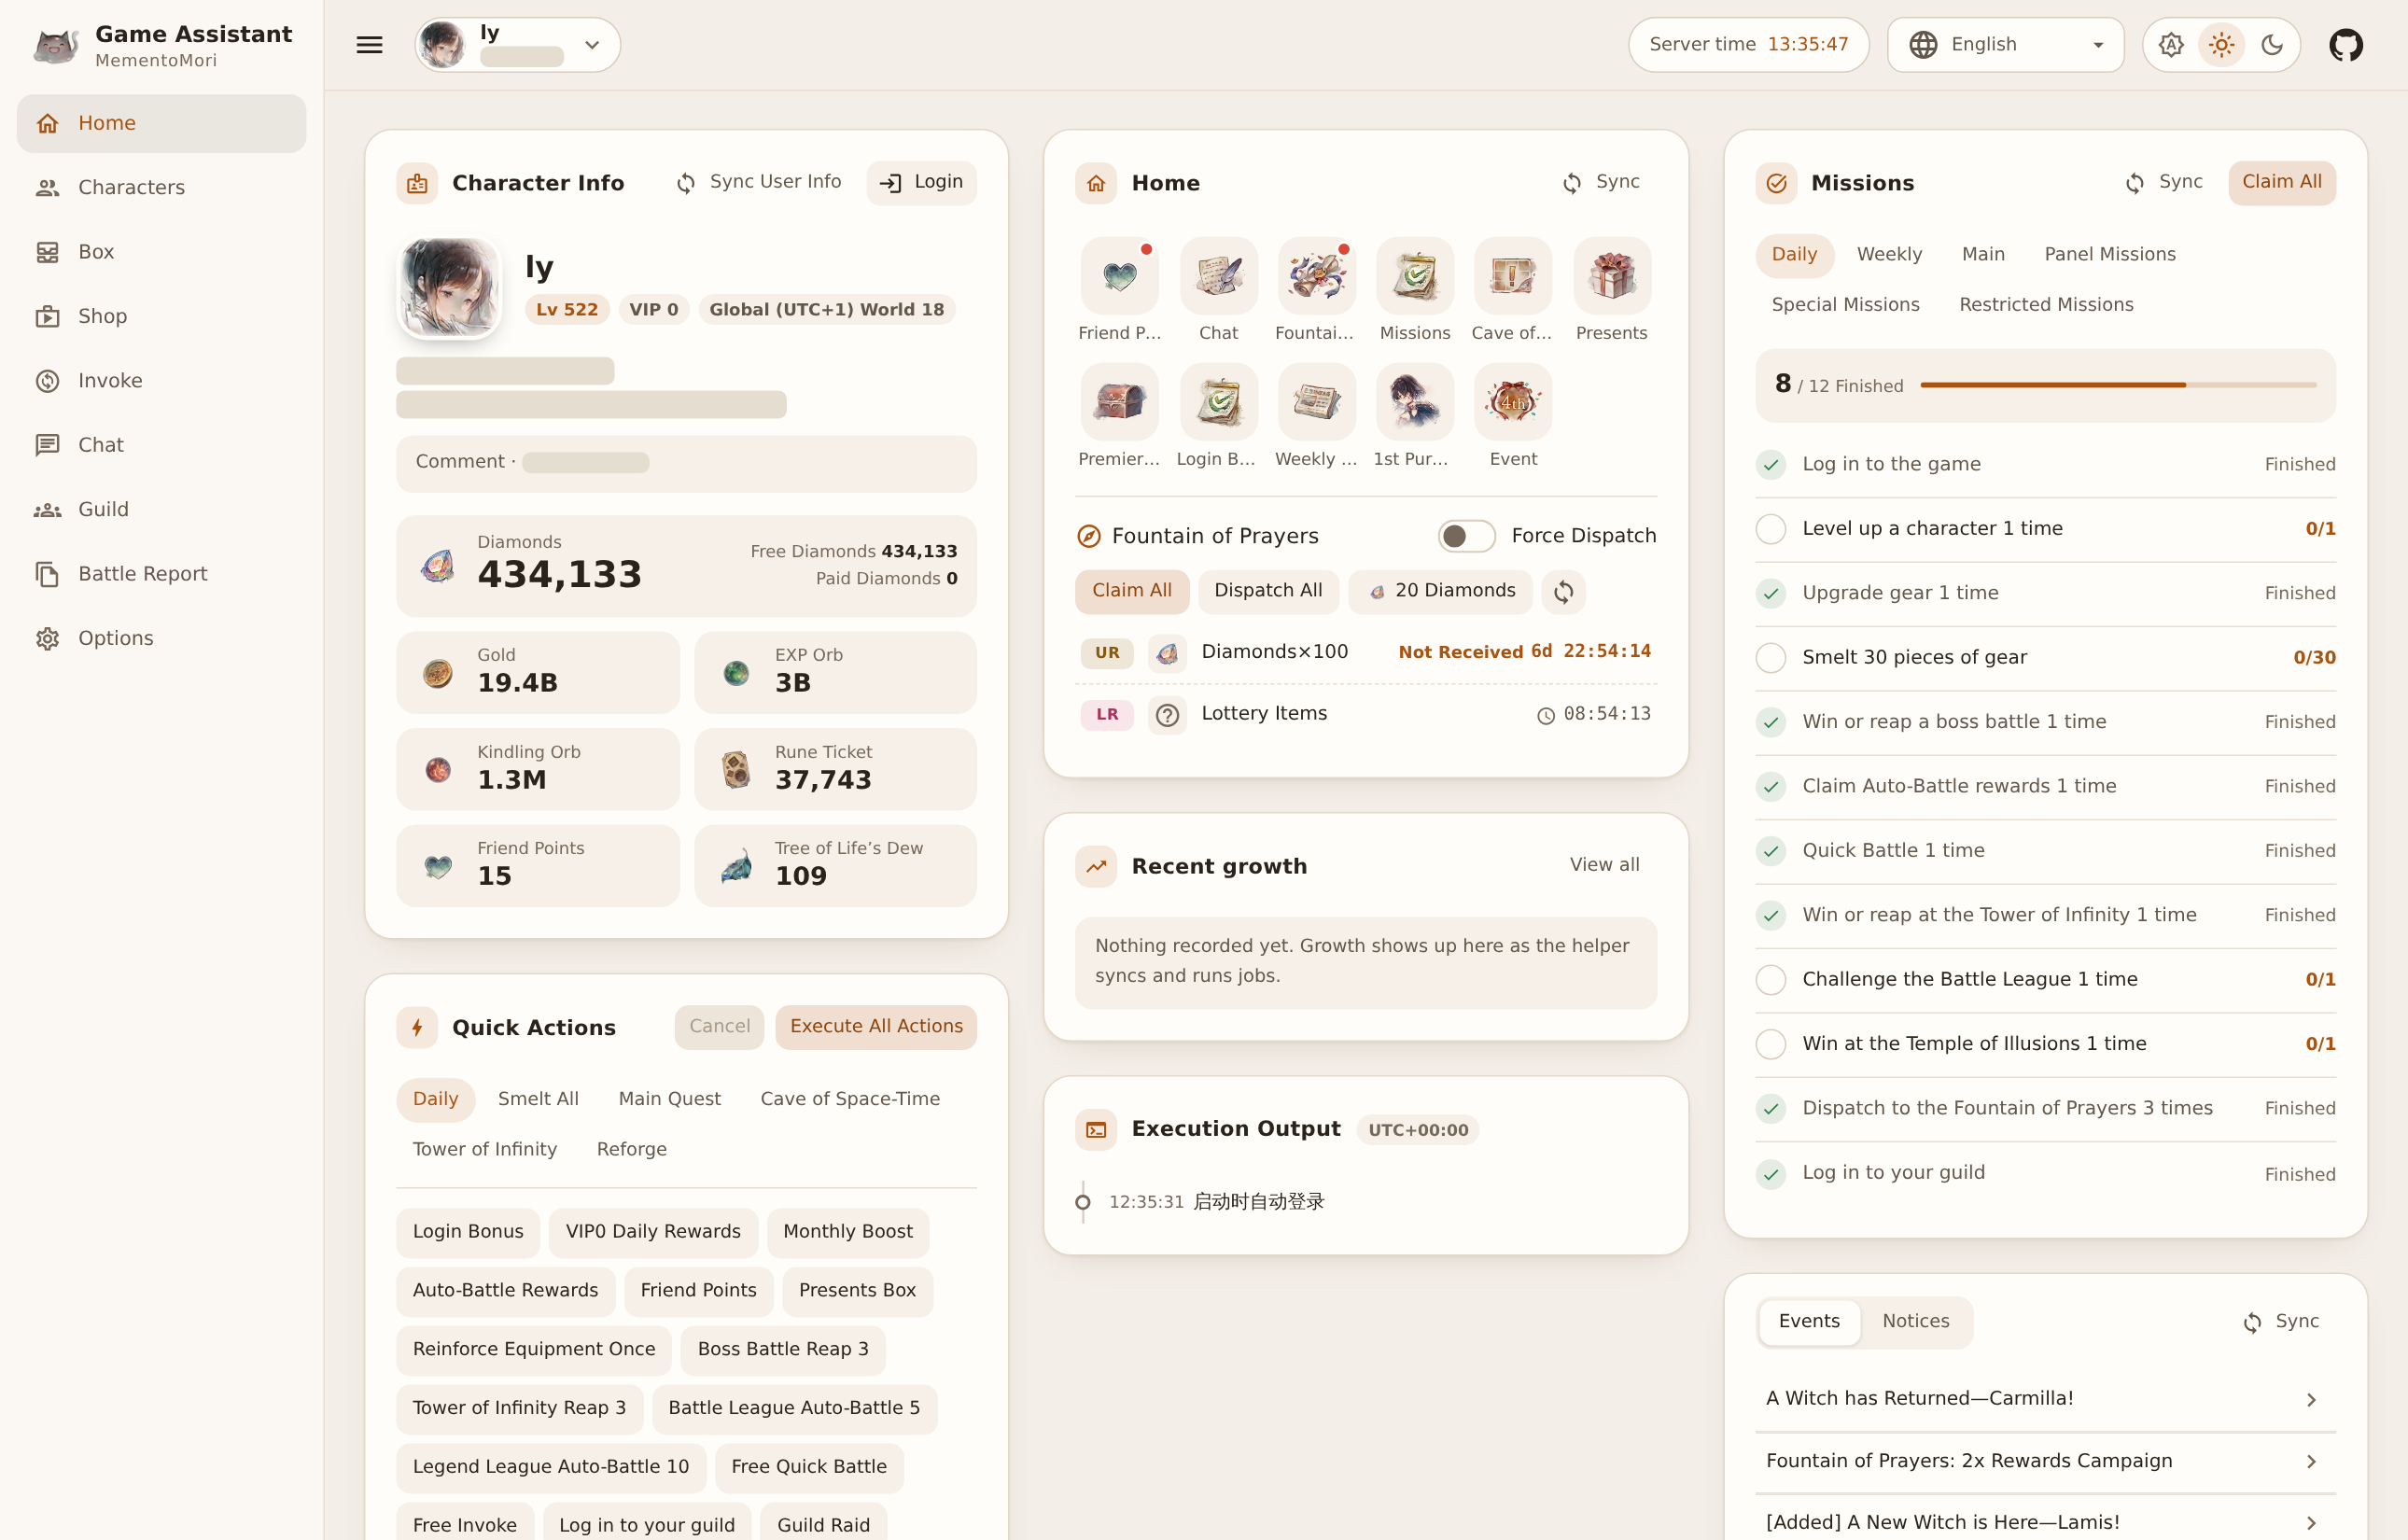 Game Assistant
MementoMori
Home
Characters
Box
Shop
Invoke
Chat
Guild
Battle Report
Options
ly
Server time 13:35:47
English
Character Info
Sync User Info
Login
ly
Lv 522
VIP 0
Global (UTC+1) World 18
Comment ·
Diamonds
434,133
Free Diamonds 434,133
Paid Diamonds 0
Gold
19.4B
EXP Orb
3B
Kindling Orb
1.3M
Rune Ticket
37,743
Friend Points
15
Tree of Life’s Dew
109
Quick Actions
Cancel
Execute All Actions
Daily
Smelt All
Main Quest
Cave of Space-Time
Tower of Infinity
Reforge
Login Bonus
VIP0 Daily Rewards
Monthly Boost
Auto-Battle Rewards
Friend Points
Presents Box
Reinforce Equipment Once
Boss Battle Reap 3
Tower of Infinity Reap 3
Battle League Auto-Battle 5
Legend League Auto-Battle 10
Free Quick Battle
Free Invoke
Log in to your guild
Guild Raid
Home
Sync
Friend P...
Chat
Fountai...
Missions
Cave of...
Presents
4th
Premier...
Login B...
Weekly ...
1st Pur...
Event
Fountain of Prayers
Force Dispatch
Claim All
Dispatch All
20 Diamonds
UR
Diamonds×100
Not Received 6d 22:54:14
LR
Lottery Items
08:54:13
Recent growth
View all
Nothing recorded yet. Growth shows up here as the helper
syncs and runs jobs.
Execution Output
UTC+00:00
12:35:31 启动时自动登录
Missions
Sync
Claim All
Daily
Weekly
Main
Panel Missions
Special Missions
Restricted Missions
8 / 12 Finished
Log in to the game
Finished
Level up a character 1 time
0/1
Upgrade gear 1 time
Finished
Smelt 30 pieces of gear
0/30
Win or reap a boss battle 1 time
Finished
Claim Auto-Battle rewards 1 time
Finished
Quick Battle 1 time
Finished
Win or reap at the Tower of Infinity 1 time
Finished
Challenge the Battle League 1 time
0/1
Win at the Temple of Illusions 1 time
0/1
Dispatch to the Fountain of Prayers 3 times
Finished
Log in to your guild
Finished
Events
Notices
Sync
A Witch has Returned—Carmilla!
Fountain of Prayers: 2x Rewards Campaign
[Added] A New Witch is Here—Lamis!